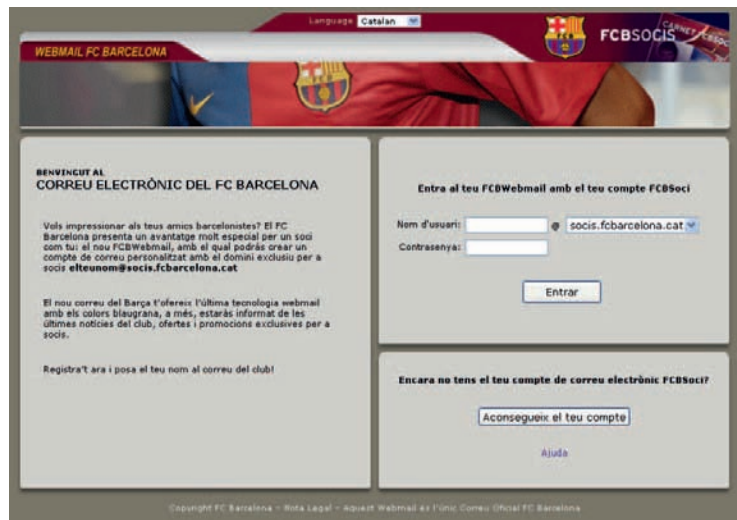 Language Catalan
WEBMAIL FC BARCELONA
FCBSOCIS
BENVINGUT AL
CORREU ELECTRÒNIC DEL FC BARCELONA
Vols impressionar als teus amics barcelonistes? El FC
Barcelona presenta un avantatge molt especial per un soci
com tu: el nou FCBWebmail, amb el qual podràs crear un
compte de correu personalitzat amb el domini exclusiu per a
socis elteunom@socis.fcbarcelona.cat
El nou correu del Barça t'ofereix l'última tecnologia webmail
amb els colors blaugrana, a més, estaràs informat de les
últimes notícies del club, ofertes i promocions exclusives per a
socis.
Registra't ara i posa el teu nom al correu del club!
Entra al teu FCBWebmail amb el teu compte FCBSoci
Nom d'usuari: @ socis.fcbarcelona.cat
Contrasenya:
Entrar
Encara no tens el teu compte de correu electrònic FCBSoci?
Aconsegueix el teu compte
Ajuda
Copyright FC Barcelona - Nota Legal - Aquest Webmail és l'únic Correu Oficial FC Barcelona